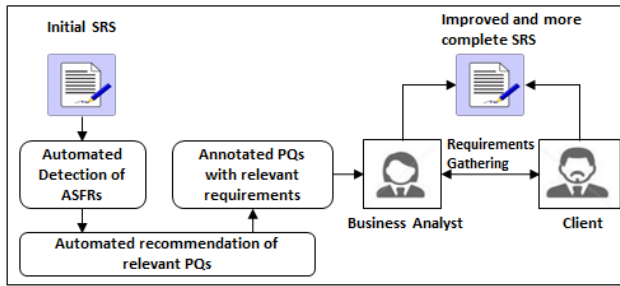 Initial SRS
Improved and more
complete SRS
Automated
Detection of
ASFRs
Annotated PQs
with relevant
requirements
Requirements
Gathering
Business Analyst
Client
Automated recommendation of
relevant PQs